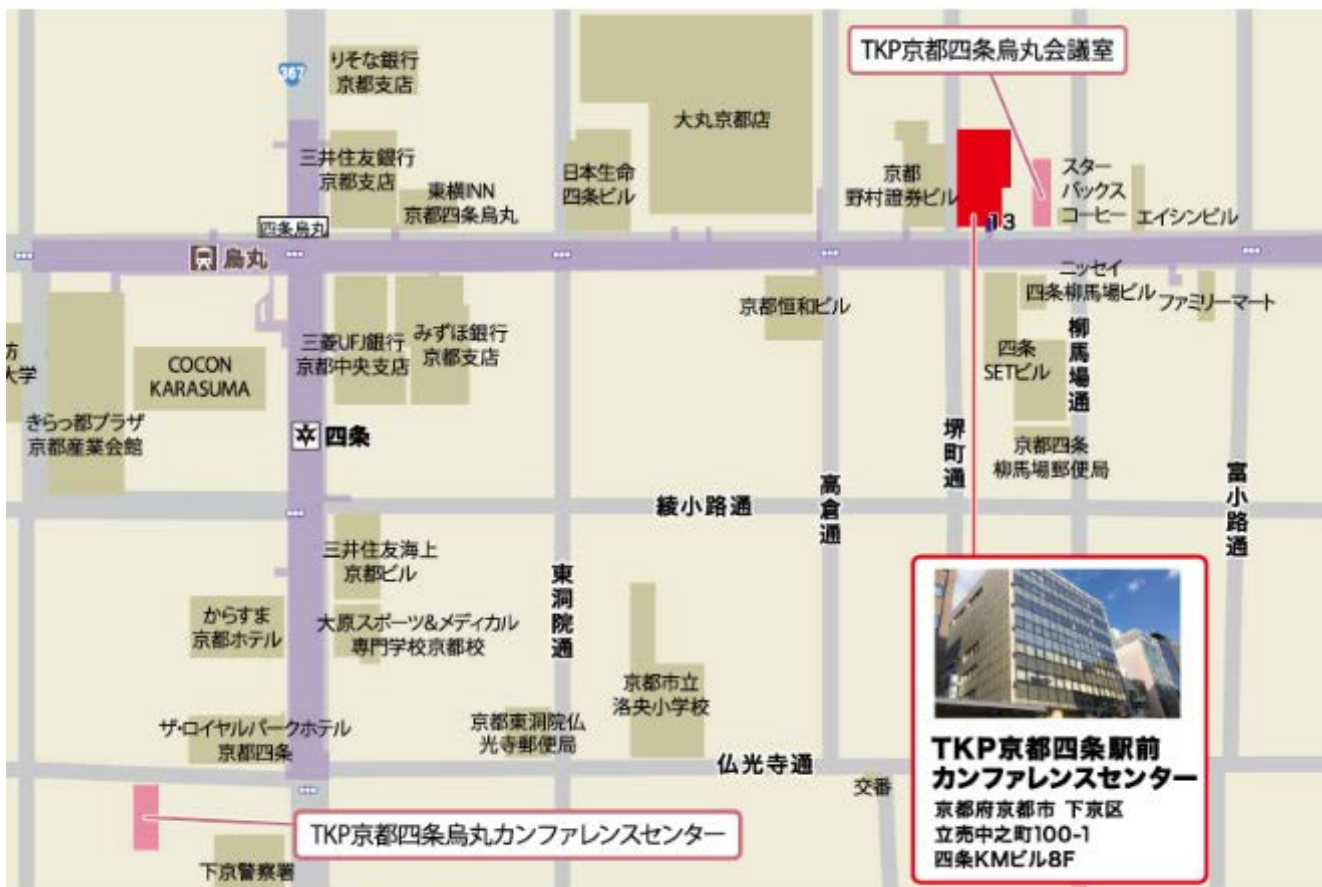 367
りそな銀行
京都支店
TKP京都四条烏丸会議室
大丸京都店
三井住友銀行
京都支店
東横INN
京都四条烏丸
日本生命
四条ビル
京都
野村證券ビル
13
スター
バックス
コーヒー
エイシンビル
四条烏丸
烏丸
ニッセイ
四条柳馬場ビル
ファミリーマート
京都恒和ビル
三菱UFJ銀行
京都中央支店
みずほ銀行
京都支店
COCON
KARASUMA
大学
きらっ都プラザ
京都産業会館
四条
四条
SETビル
柳馬場通
京都四条
柳馬場郵便局
堺町通
高倉通
富小路通
綾小路通
三井住友海上
京都ビル
東洞院通
からすま
京都ホテル
大原スポーツ&メディカル
専門学校京都校
京都市立
洛央小学校
ザ・ロイヤルパークホテル
京都四条
京都東洞院仏
光寺郵便局
仏光寺通
交番
TKP京都四条烏丸カンファレンスセンター
下京警察署
TKP京都四条駅前
カンファレンスセンター
京都府京都市 下京区
立売中之町100-1
四条KMビル8F